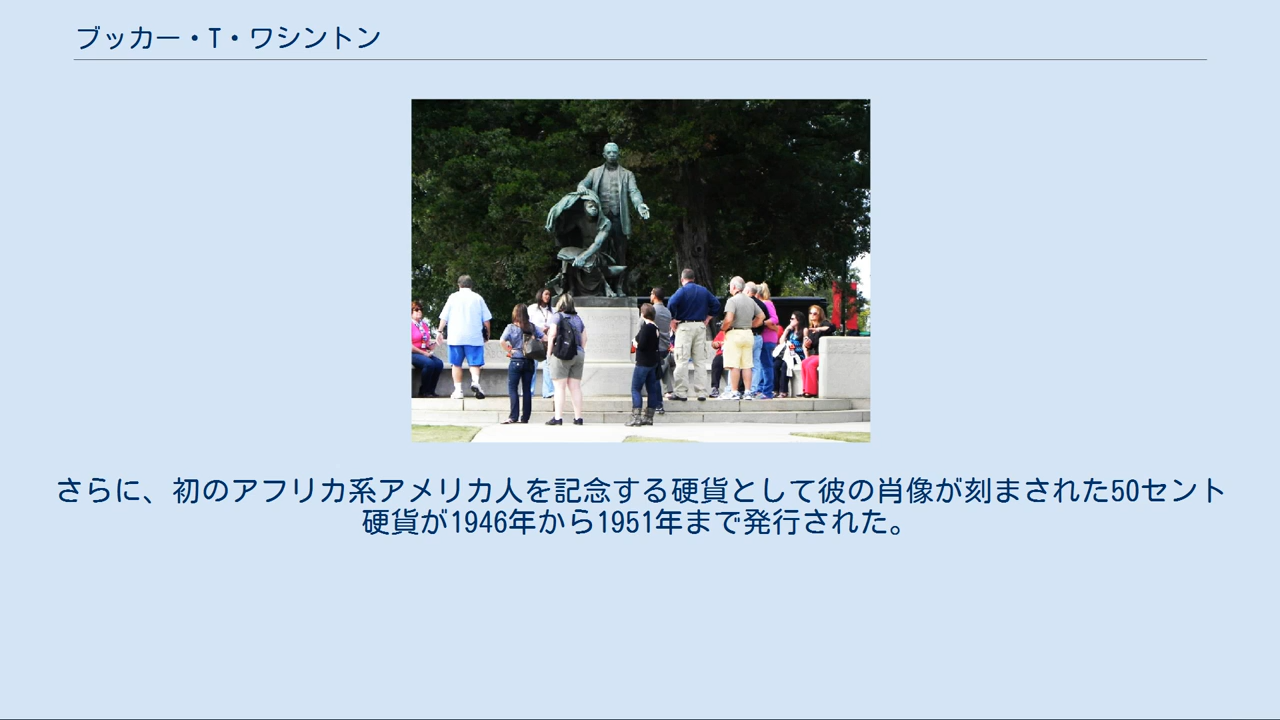 ブッカー・T・ワシントン
さらに、初のアフリカ系アメリカ人を記念する硬貨として彼の肖像が刻まされた50セント
硬貨が1946年から1951年まで発行された。